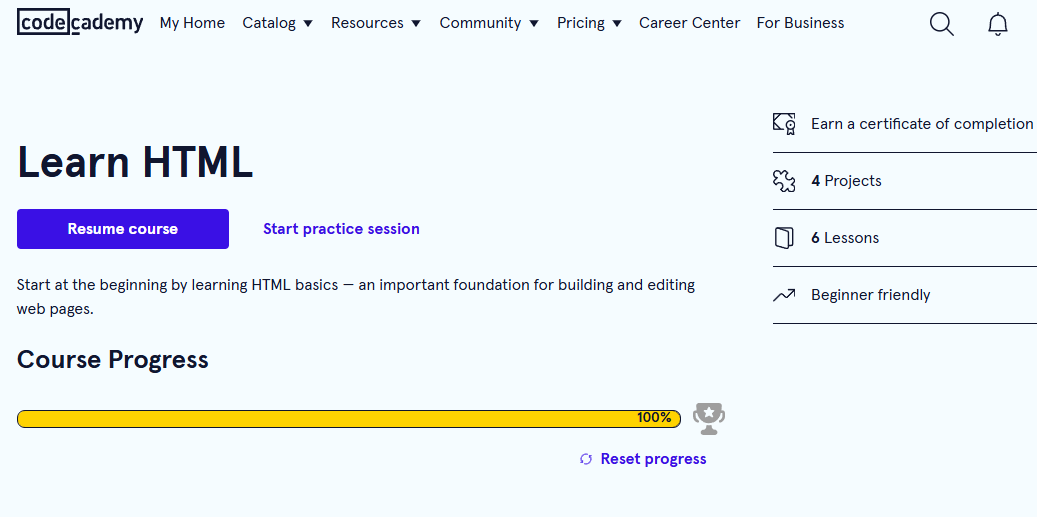 codecademy My Home Catalog Resources Community Pricing Career Center For Business
Learn HTML
Resume course Start practice session
Start at the beginning by learning HTML basics — an important foundation for building and editing
web pages.
Course Progress
100%
Reset progress
Earn a certificate of completion
4 Projects
6 Lessons
Beginner friendly